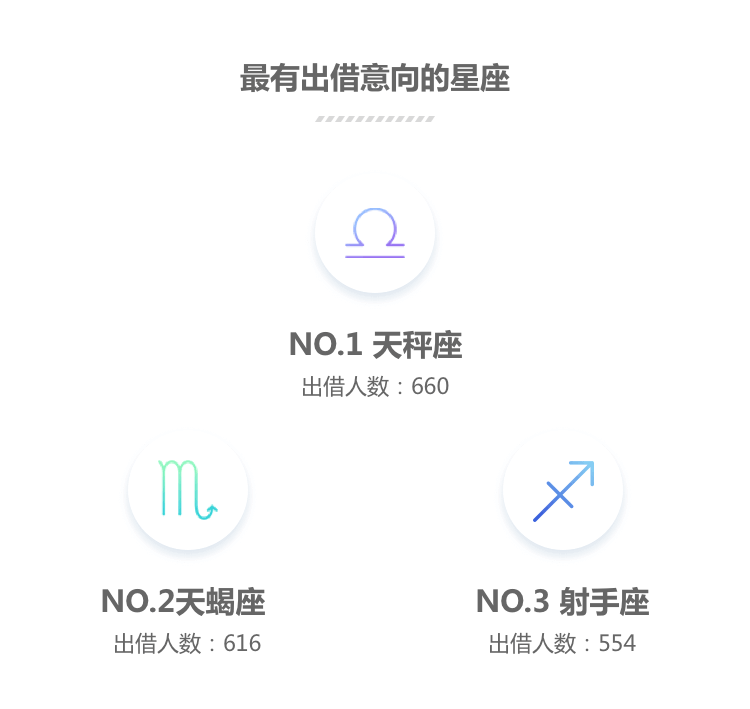 最有出借意向的星座
NO.1 天秤座
出借人数：660
NO.2天蝎座
出借人数：616
NO.3 射手座
出借人数：554